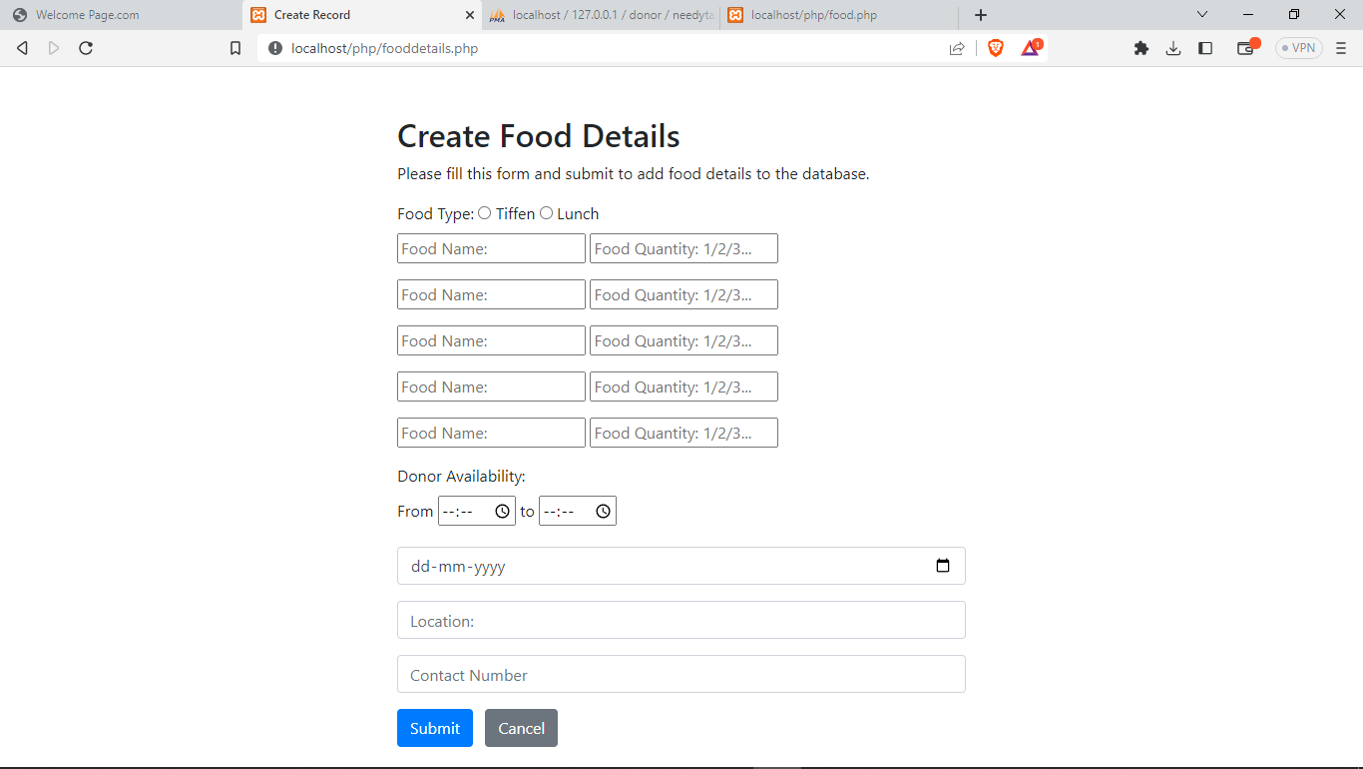 Welcome Page.com
Create Record
localhost / 127.0.0.1 / donor / needyta
localhost/php/food.php
localhost/php/fooddetails.php
1
VPN
Create Food Details
Please fill this form and submit to add food details to the database.
Food Type: Tiffen Lunch
Food Name: Food Quantity: 1/2/3...
Food Name: Food Quantity: 1/2/3...
Food Name: Food Quantity: 1/2/3...
Food Name: Food Quantity: 1/2/3...
Food Name: Food Quantity: 1/2/3...
Donor Availability:
From --:-- to --:--
dd-mm-yyyy
Location:
Contact Number
Submit Cancel